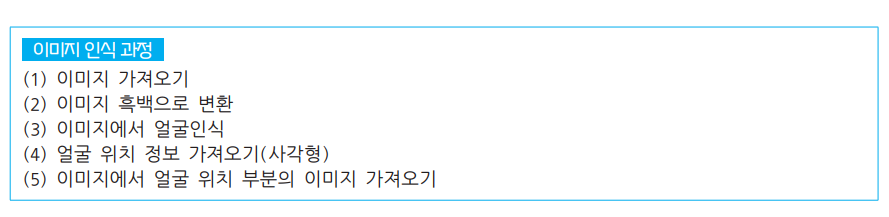 이미지 인식 과정
(1) 이미지 가져오기
(2) 이미지 흑백으로 변환
(3) 이미지에서 얼굴인식
(4) 얼굴 위치 정보 가져오기(사각형)
(5) 이미지에서 얼굴 위치 부분의 이미지 가져오기